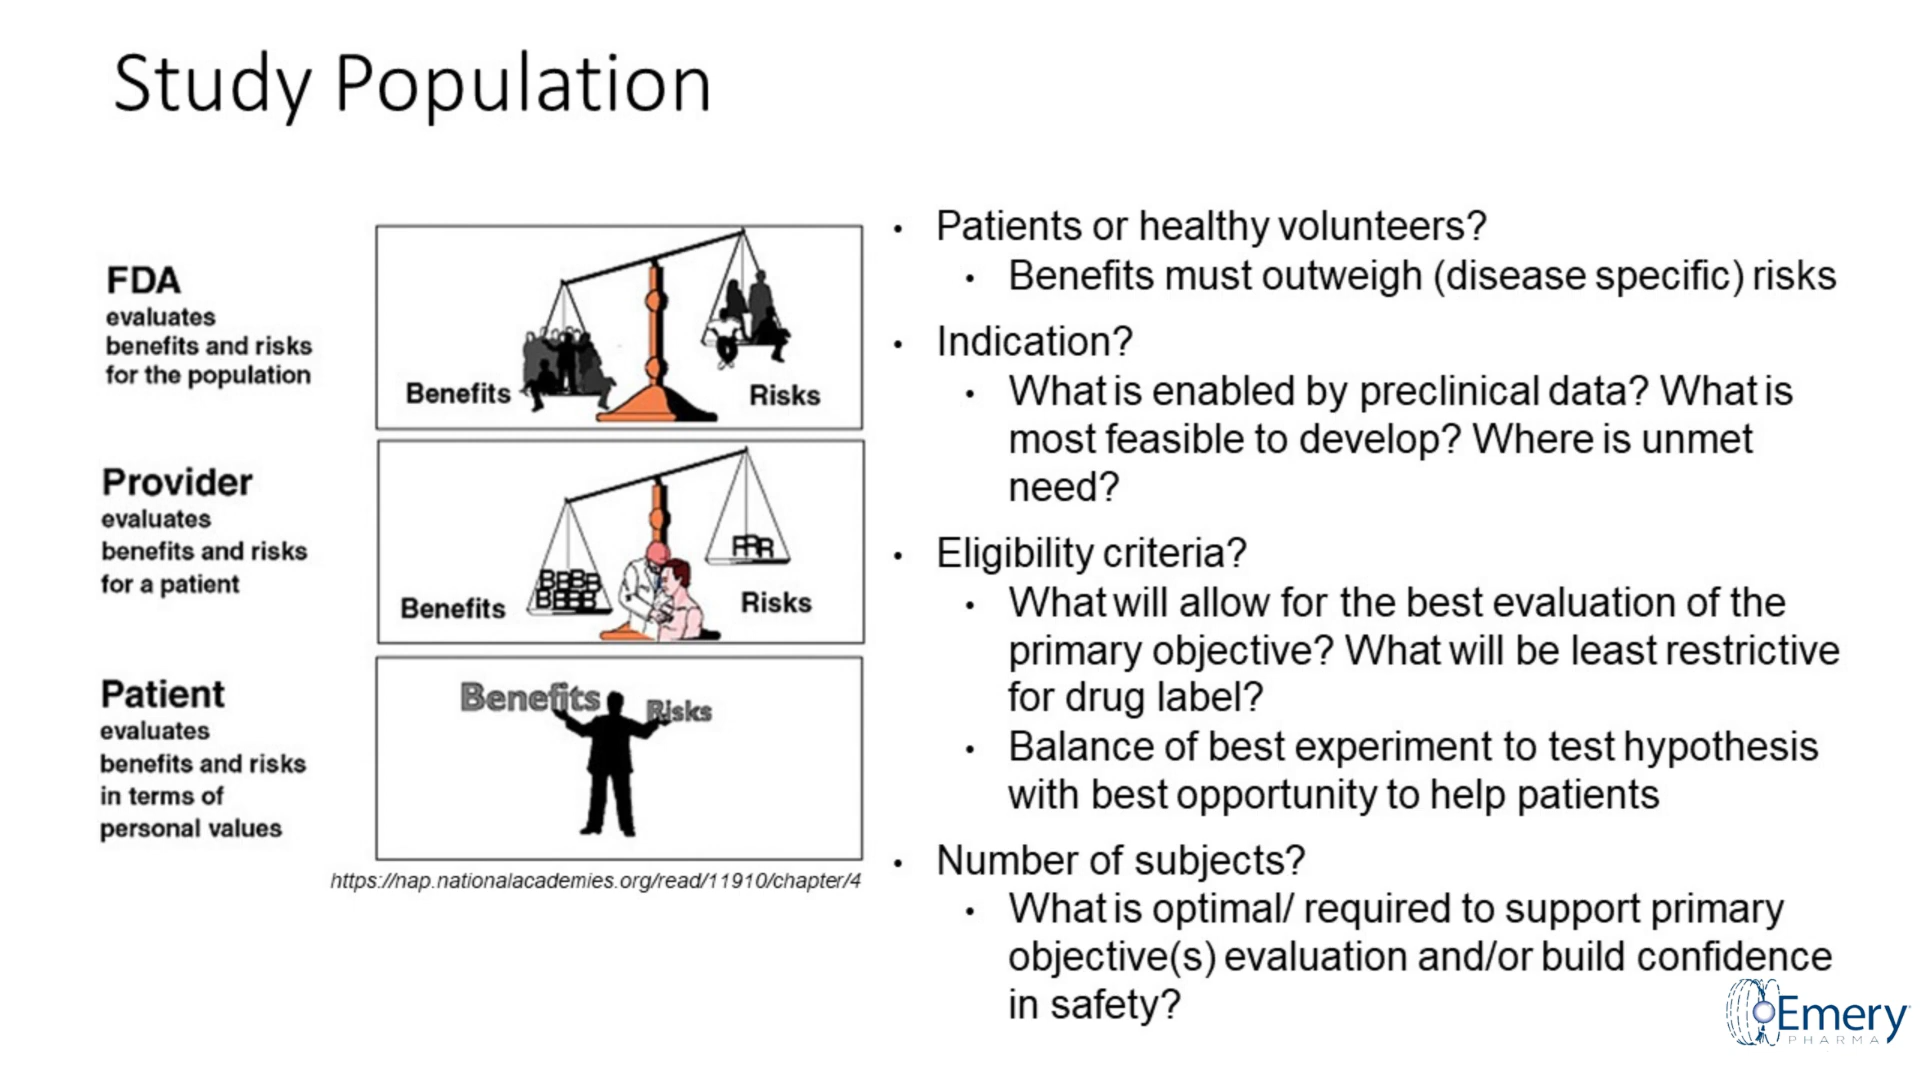 Study Population
FDA
evaluates
benefits and risks
for the population
Benefits
Risks
Provider
evaluates
benefits and risks
for a patient
BBBB
BBBB
RRR
Benefits
Risks
Patient
evaluates
benefits and risks
in terms of
personal values
Benefits
Risks
https://nap.nationalacademies.org/read/11910/chapter/4
• Patients or healthy volunteers?
• Benefits must outweigh (disease specific) risks
• Indication?
• What is enabled by preclinical data? What is
most feasible to develop? Where is unmet
need?
• Eligibility criteria?
• What will allow for the best evaluation of the
primary objective? What will be least restrictive
for drug label?
• Balance of best experiment to test hypothesis
with best opportunity to help patients
• Number of subjects?
• What is optimal/ required to support primary
objective(s) evaluation and/or build confidence
in safety?
Emery
PHARMA